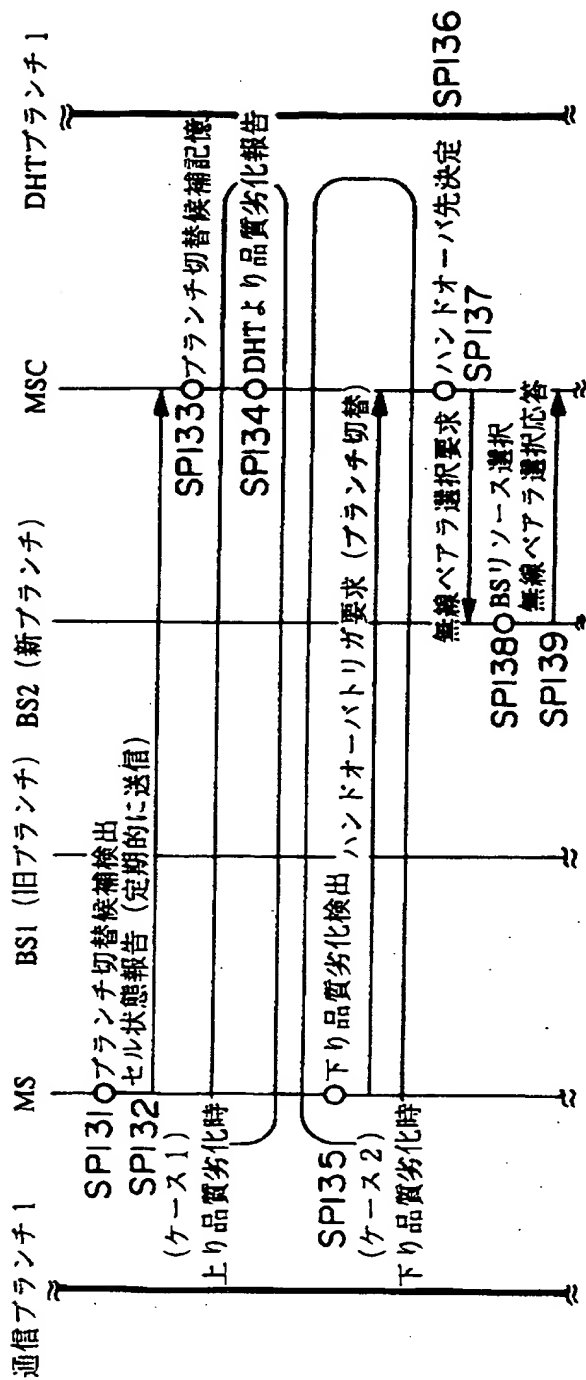 通信ブランチ1
MS
BS1 (旧ブランチ)
BS2 (新ブランチ)
MSC
DHTブランチ1
SP131
ブランチ切替候補検出
SP132
セル状態報告 (定期的に送信)
SP133
ブランチ切替候補記憶
(ケース1)
上り品質劣化時
SP134
DHTより品質劣化報告
SP135
下り品質劣化検出
(ケース2)
下り品質劣化時
ハンドオーバトリガ要求 (ブランチ切替)
SP136
ハンドオーバ先決定
SP137
無線ベアラ選択要求
SP138
BSリソース選択
SP139
無線ベアラ選択応答